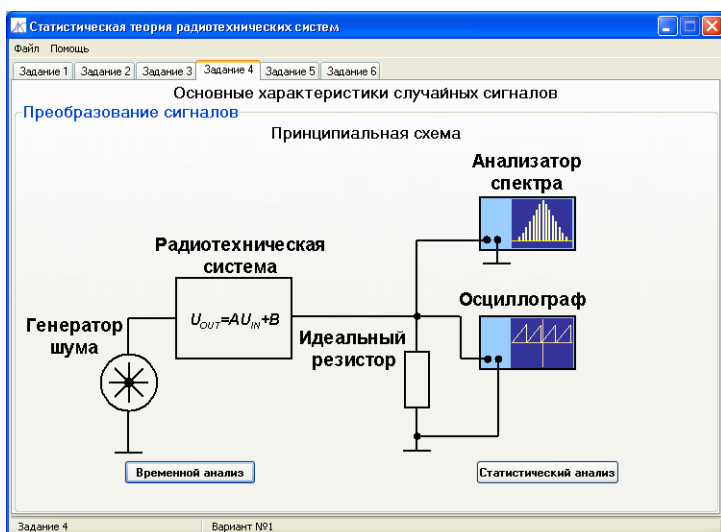 Статистическая теория радиотехнических систем
Файл Помощь
Задание 1 Задание 2 Задание 3 Задание 4 Задание 5 Задание 6
Основные характеристики случайных сигналов
Преобразование сигналов
Принципиальная схема
Анализатор
спектра
Радиотехническая
система
U_OUT=AU_IN+B
Генератор
шума
Осциллограф
Идеальный
резистор
Временной анализ
Статистический анализ
Задание 4
Вариант №1